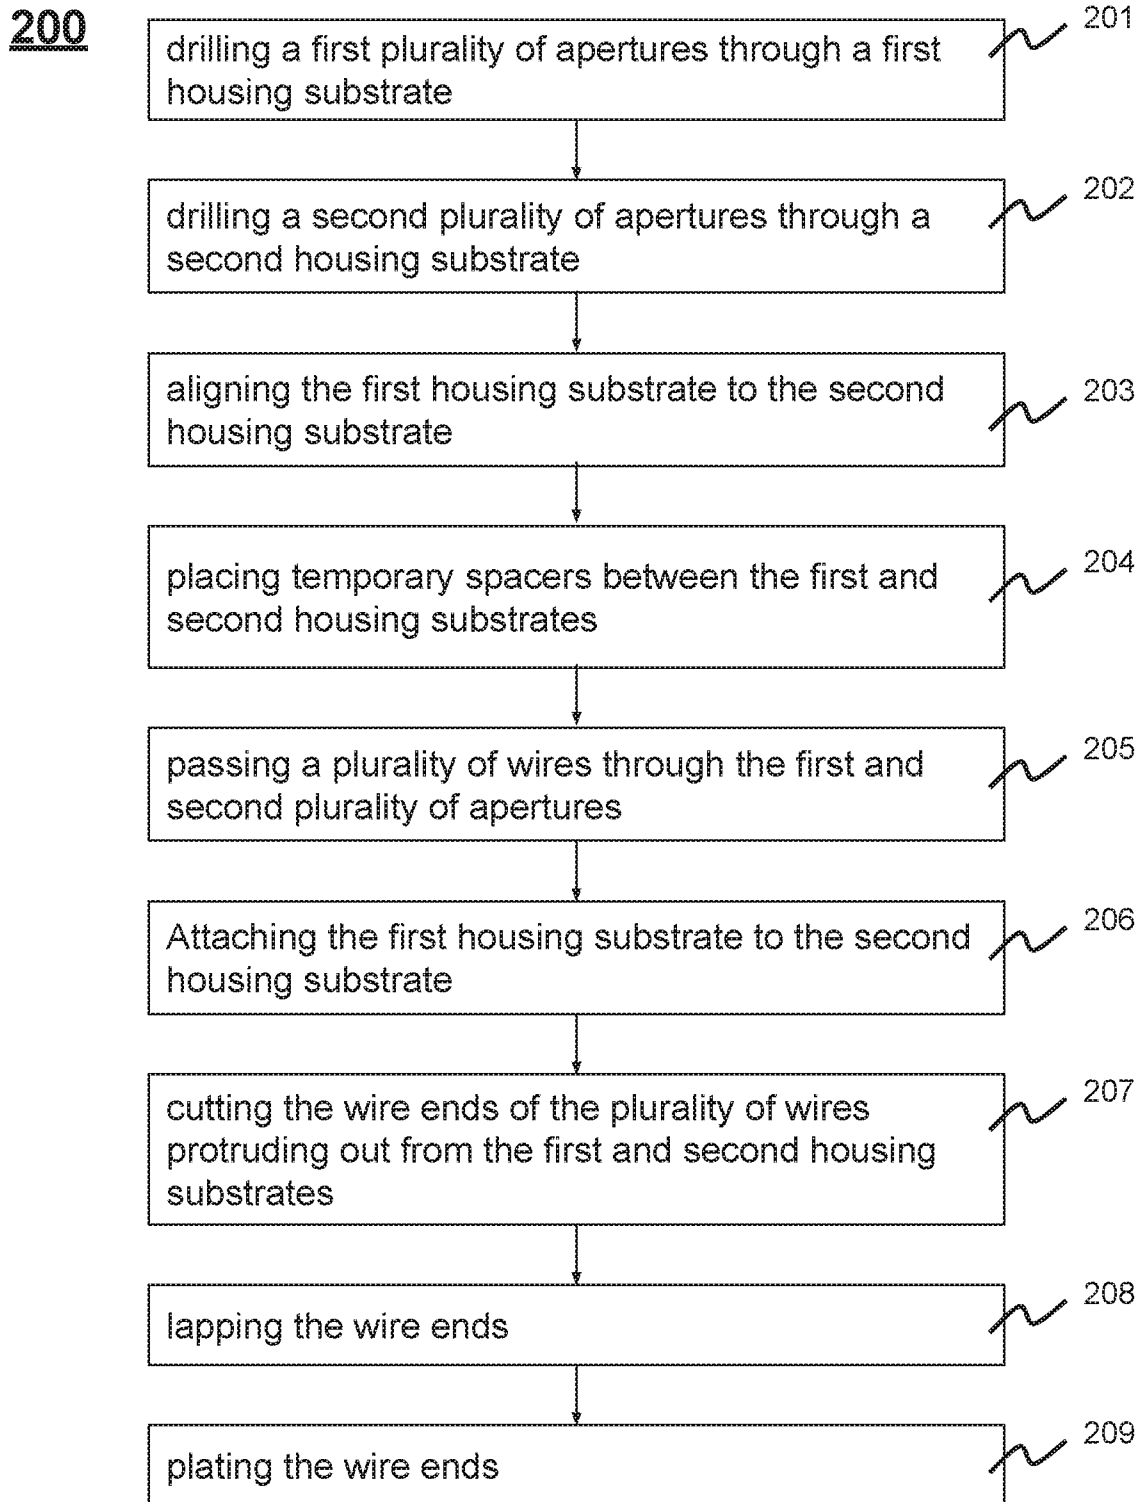 200
201
drilling a first plurality of apertures through a first
housing substrate
202
drilling a second plurality of apertures through a
second housing substrate
203
aligning the first housing substrate to the second
housing substrate
204
placing temporary spacers between the first and
second housing substrates
205
passing a plurality of wires through the first and
second plurality of apertures
206
Attaching the first housing substrate to the second
housing substrate
207
cutting the wire ends of the plurality of wires
protruding out from the first and second housing
substrates
208
lapping the wire ends
209
plating the wire ends